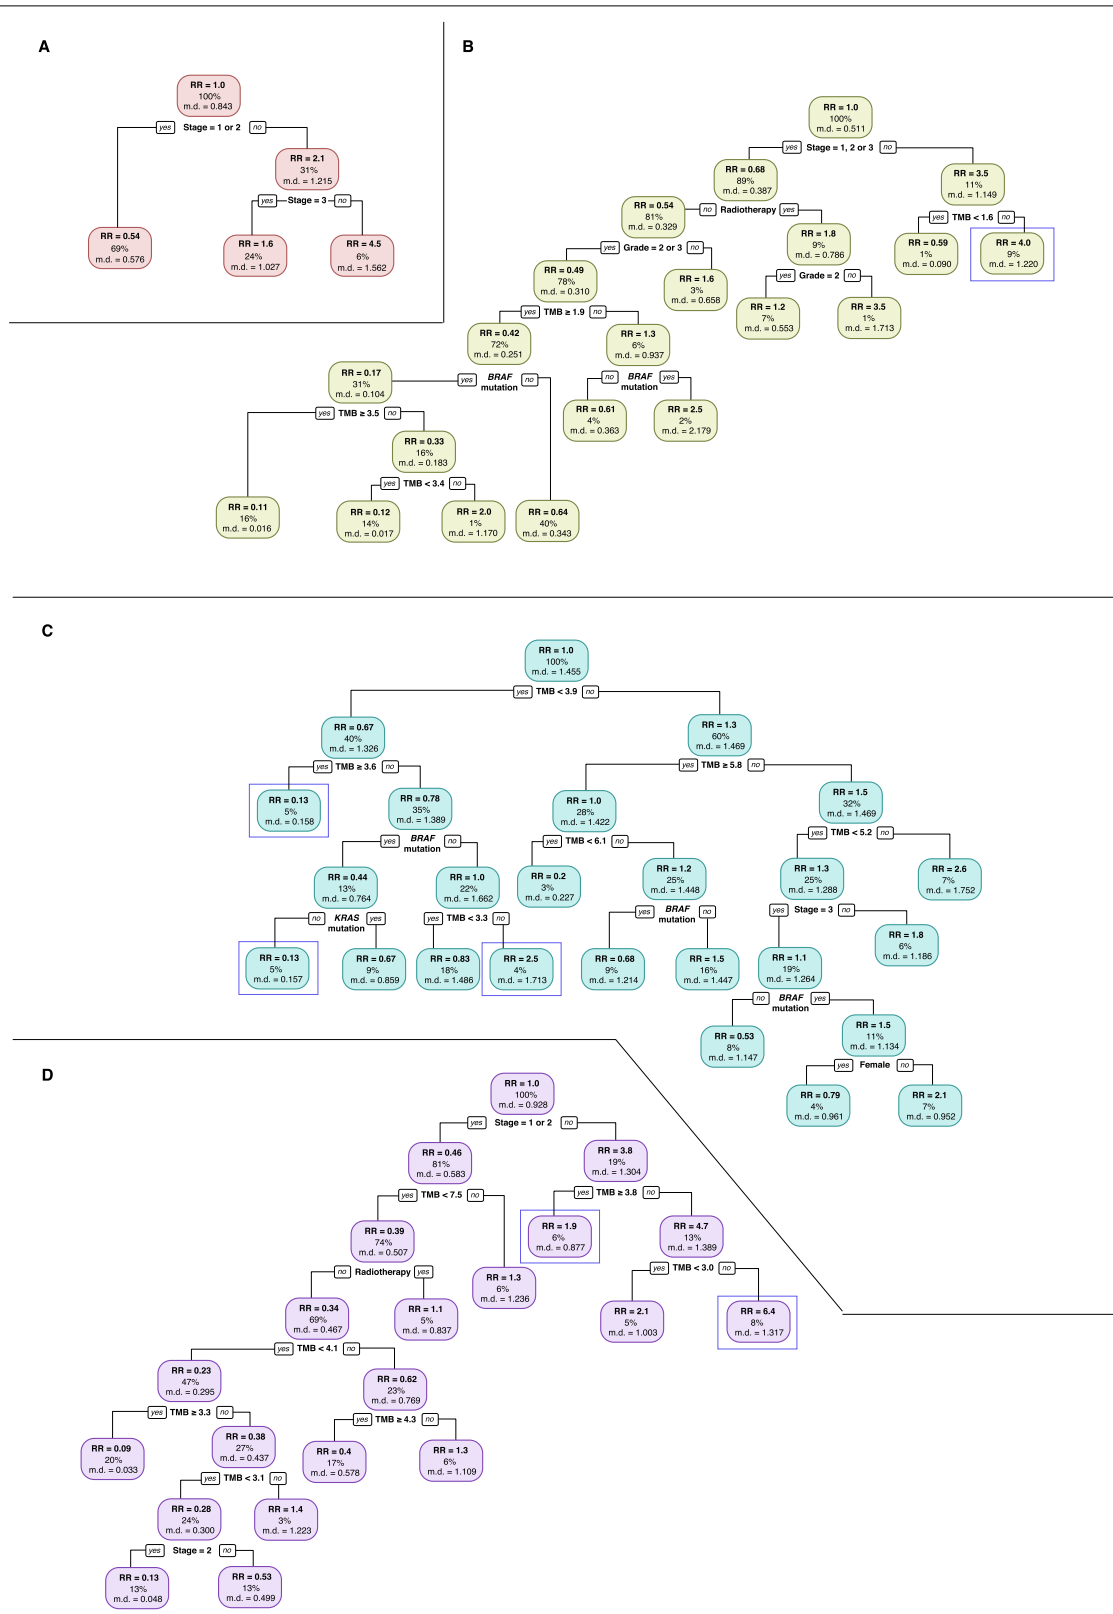 A
RR = 1.0
100%
m.d. = 0.843
yes Stage = 1 or 2 no
RR = 2.1
31%
m.d. = 1.215
yes Stage = 3 no
RR = 0.54
69%
m.d. = 0.576
RR = 1.6
24%
m.d. = 1.027
RR = 4.5
6%
m.d. = 1.562
B
RR = 1.0
100%
m.d. = 0.511
yes Stage = 1, 2 or 3 no
RR = 0.68
89%
m.d. = 0.387
RR = 3.5
11%
m.d. = 1.149
no Radiotherapy yes
yes TMB < 1.6 no
RR = 0.54
81%
m.d. = 0.329
RR = 1.8
9%
m.d. = 0.786
RR = 0.59
1%
m.d. = 0.090
RR = 4.0
9%
m.d. = 1.220
yes Grade = 2 or 3 no
yes Grade = 2 no
RR = 0.49
78%
m.d. = 0.310
RR = 1.6
3%
m.d. = 0.658
RR = 1.2
7%
m.d. = 0.553
RR = 3.5
1%
m.d. = 1.713
yes TMB ≥ 1.9 no
RR = 0.42
72%
m.d. = 0.251
RR = 1.3
6%
m.d. = 0.937
yes BRAF no
mutation
no BRAF yes
mutation
RR = 0.17
31%
m.d. = 0.104
RR = 0.61
4%
m.d. = 0.363
RR = 2.5
2%
m.d. = 2.179
yes TMB ≥ 3.5 no
RR = 0.33
16%
m.d. = 0.183
yes TMB < 3.4 no
RR = 0.11
16%
m.d. = 0.016
RR = 0.12
14%
m.d. = 0.017
RR = 2.0
1%
m.d. = 1.170
RR = 0.64
40%
m.d. = 0.343
C
RR = 1.0
100%
m.d. = 1.455
yes TMB < 3.9 no
RR = 0.67
40%
m.d. = 1.326
RR = 1.3
60%
m.d. = 1.469
yes TMB ≥ 3.6 no
yes TMB ≥ 5.8 no
RR = 0.13
5%
m.d. = 0.158
RR = 0.78
35%
m.d. = 1.389
RR = 1.0
28%
m.d. = 1.422
RR = 1.5
32%
m.d. = 1.469
yes BRAF no
mutation
yes TMB < 6.1 no
yes TMB < 5.2 no
RR = 0.44
13%
m.d. = 0.764
RR = 1.0
22%
m.d. = 1.662
RR = 0.2
3%
m.d. = 0.227
RR = 1.2
25%
m.d. = 1.448
RR = 1.3
25%
m.d. = 1.288
RR = 2.6
7%
m.d. = 1.752
no KRAS yes
mutation
yes TMB < 3.3 no
yes BRAF no
mutation
yes Stage = 3 no
RR = 0.13
5%
m.d. = 0.157
RR = 0.67
9%
m.d. = 0.859
RR = 0.83
18%
m.d. = 1.486
RR = 2.5
4%
m.d. = 1.713
RR = 0.68
9%
m.d. = 1.214
RR = 1.5
16%
m.d. = 1.447
RR = 1.1
19%
m.d. = 1.264
RR = 1.8
6%
m.d. = 1.186
no BRAF yes
mutation
RR = 0.53
8%
m.d. = 1.147
RR = 1.5
11%
m.d. = 1.134
yes Female no
RR = 0.79
4%
m.d. = 0.961
RR = 2.1
7%
m.d. = 0.952
D
RR = 1.0
100%
m.d. = 0.928
yes Stage = 1 or 2 no
RR = 0.46
81%
m.d. = 0.583
RR = 3.8
19%
m.d. = 1.304
yes TMB < 7.5 no
yes TMB ≥ 3.8 no
RR = 0.39
74%
m.d. = 0.507
RR = 1.9
6%
m.d. = 0.877
RR = 4.7
13%
m.d. = 1.389
no Radiotherapy yes
yes TMB < 3.0 no
RR = 1.3
6%
m.d. = 1.236
RR = 0.34
69%
m.d. = 0.467
RR = 1.1
5%
m.d. = 0.837
RR = 2.1
5%
m.d. = 1.003
RR = 6.4
8%
m.d. = 1.317
yes TMB < 4.1 no
RR = 0.23
47%
m.d. = 0.295
RR = 0.62
23%
m.d. = 0.769
yes TMB ≥ 3.3 no
yes TMB ≥ 4.3 no
RR = 0.09
20%
m.d. = 0.033
RR = 0.38
27%
m.d. = 0.437
RR = 0.4
17%
m.d. = 0.578
RR = 1.3
6%
m.d. = 1.109
yes TMB < 3.1 no
RR = 0.28
24%
m.d. = 0.300
RR = 1.4
3%
m.d. = 1.223
yes Stage = 2 no
RR = 0.13
13%
m.d. = 0.048
RR = 0.53
13%
m.d. = 0.499